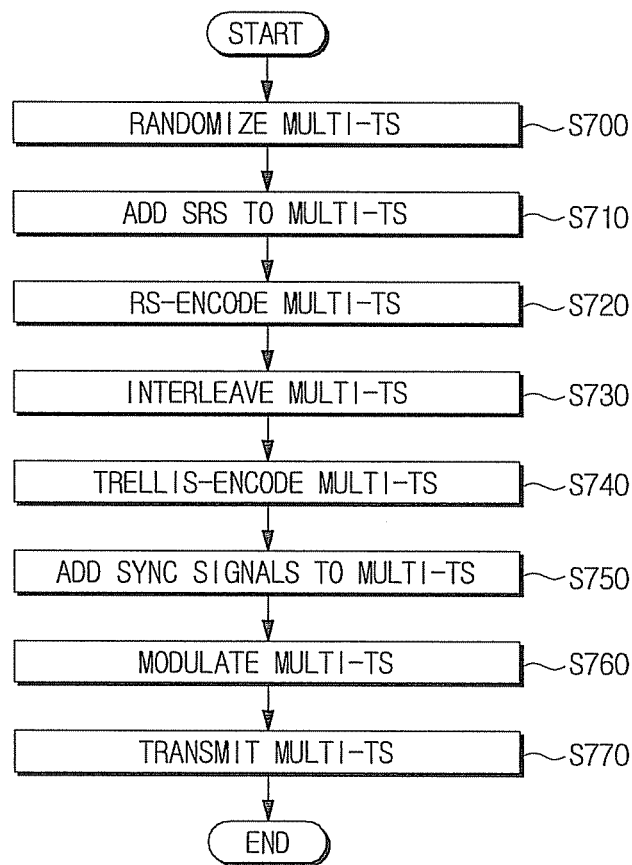 START
RANDOMIZE MULTI-TS
S700
ADD SRS TO MULTI-TS
S710
RS-ENCODE MULTI-TS
S720
INTERLEAVE MULTI-TS
S730
TRELLIS-ENCODE MULTI-TS
S740
ADD SYNC SIGNALS TO MULTI-TS
S750
MODULATE MULTI-TS
S760
TRANSMIT MULTI-TS
S770
END